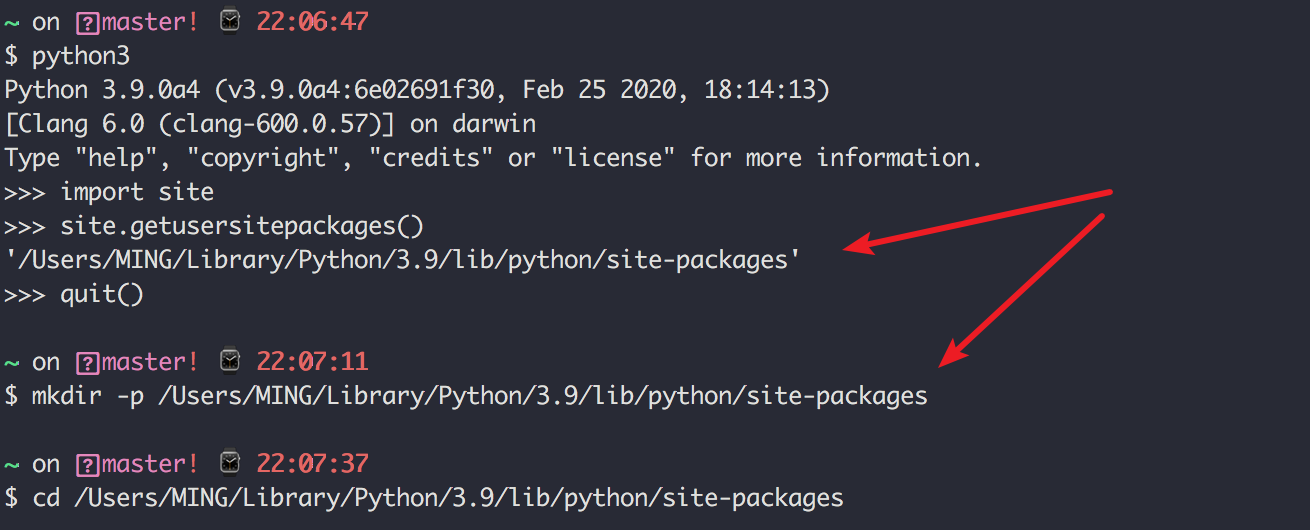 ~ on ?master! ⌚ 22:06:47
$ python3
Python 3.9.0a4 (v3.9.0a4:6e02691f30, Feb 25 2020, 18:14:13)
[Clang 6.0 (clang-600.0.57)] on darwin
Type "help", "copyright", "credits" or "license" for more information.
>>> import site
>>> site.getusersitepackages()
'/Users/MING/Library/Python/3.9/lib/python/site-packages'
>>> quit()
~ on ?master! ⌚ 22:07:11
$ mkdir -p /Users/MING/Library/Python/3.9/lib/python/site-packages
~ on ?master! ⌚ 22:07:37
$ cd /Users/MING/Library/Python/3.9/lib/python/site-packages